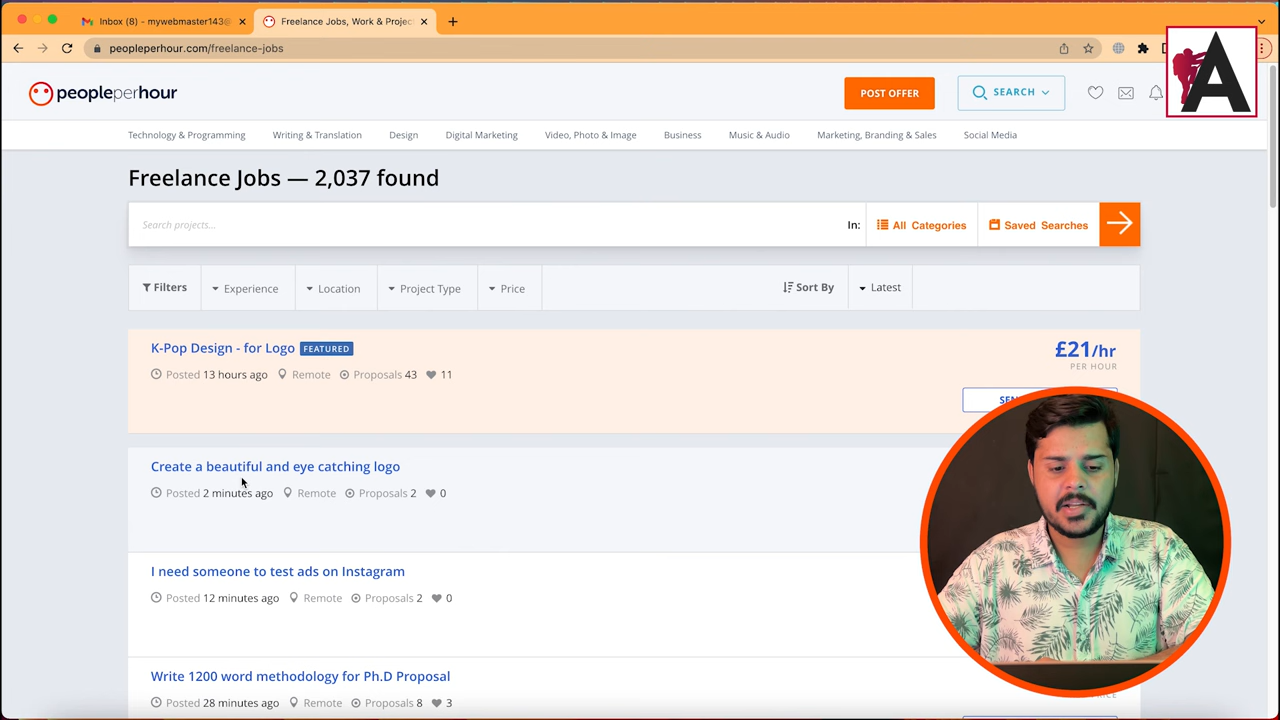 Inbox (8) - mywebmaster143@
Freelance Jobs, Work & Projec
peopleperhour.com/freelance-jobs
A
peopleperhour
POST OFFER
SEARCH
Technology & Programming
Writing & Translation
Design
Digital Marketing
Video, Photo & Image
Business
Music & Audio
Marketing, Branding & Sales
Social Media
Freelance Jobs — 2,037 found
Search projects...
In:
All Categories
Saved Searches
Filters
Experience
Location
Project Type
Price
Sort By
Latest
K-Pop Design - for Logo FEATURED
£21/hr
PER HOUR
Posted 13 hours ago Remote Proposals 43 11
Create a beautiful and eye catching logo
Posted 2 minutes ago Remote Proposals 2 0
I need someone to test ads on Instagram
Posted 12 minutes ago Remote Proposals 2 0
Write 1200 word methodology for Ph.D Proposal
Posted 28 minutes ago Remote Proposals 8 3